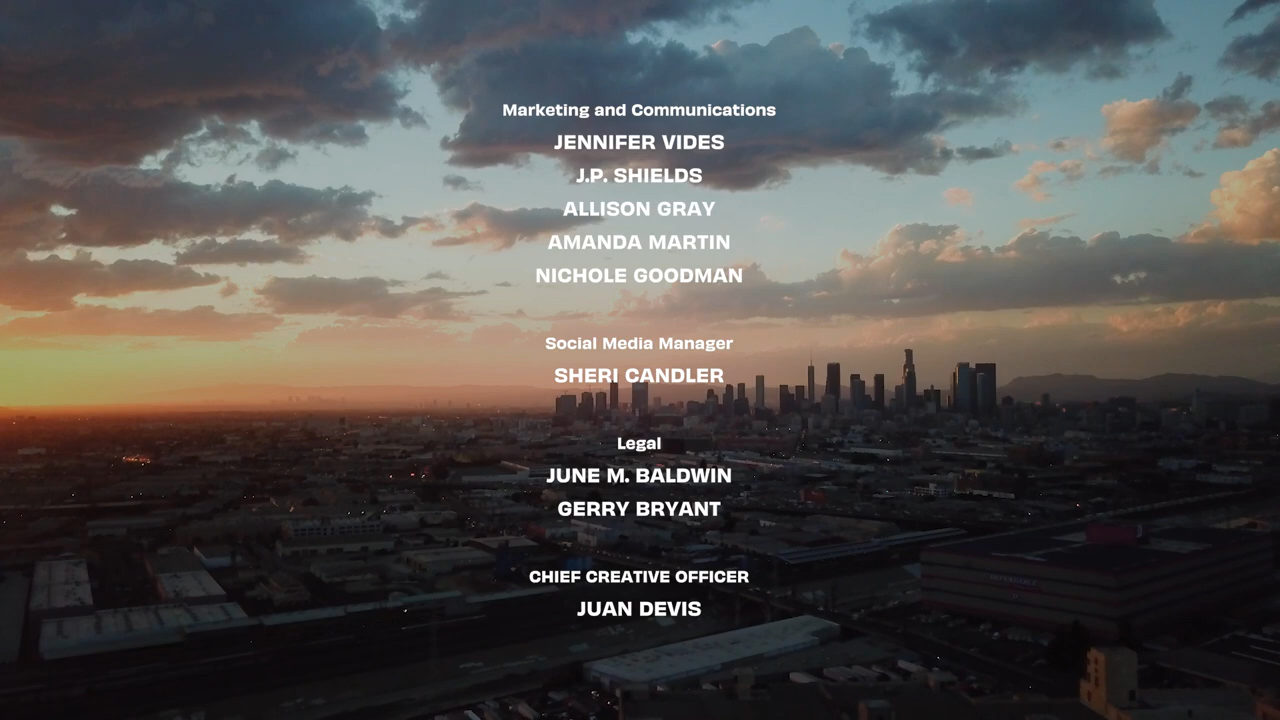 Marketing and Communications
JENNIFER VIDES
J.P. SHIELDS
ALLISON GRAY
AMANDA MARTIN
NICHOLE GOODMAN
Social Media Manager
SHERI CANDLER
Legal
JUNE M. BALDWIN
GERRY BRYANT
CHIEF CREATIVE OFFICER
JUAN DEVIS